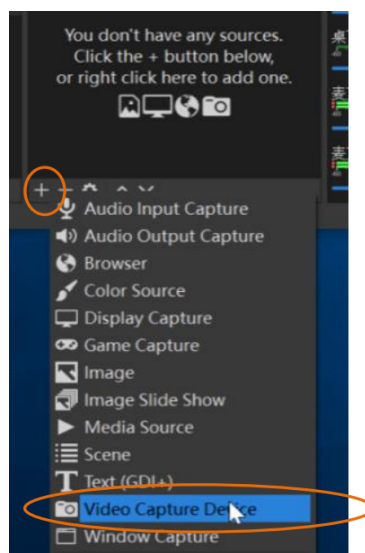 You don't have any sources.
Click the + button below,
or right click here to add one.
Audio Input Capture
Audio Output Capture
Browser
Color Source
Display Capture
Game Capture
Image
Image Slide Show
Media Source
Scene
Text (GDI+)
Video Capture Device
Window Capture